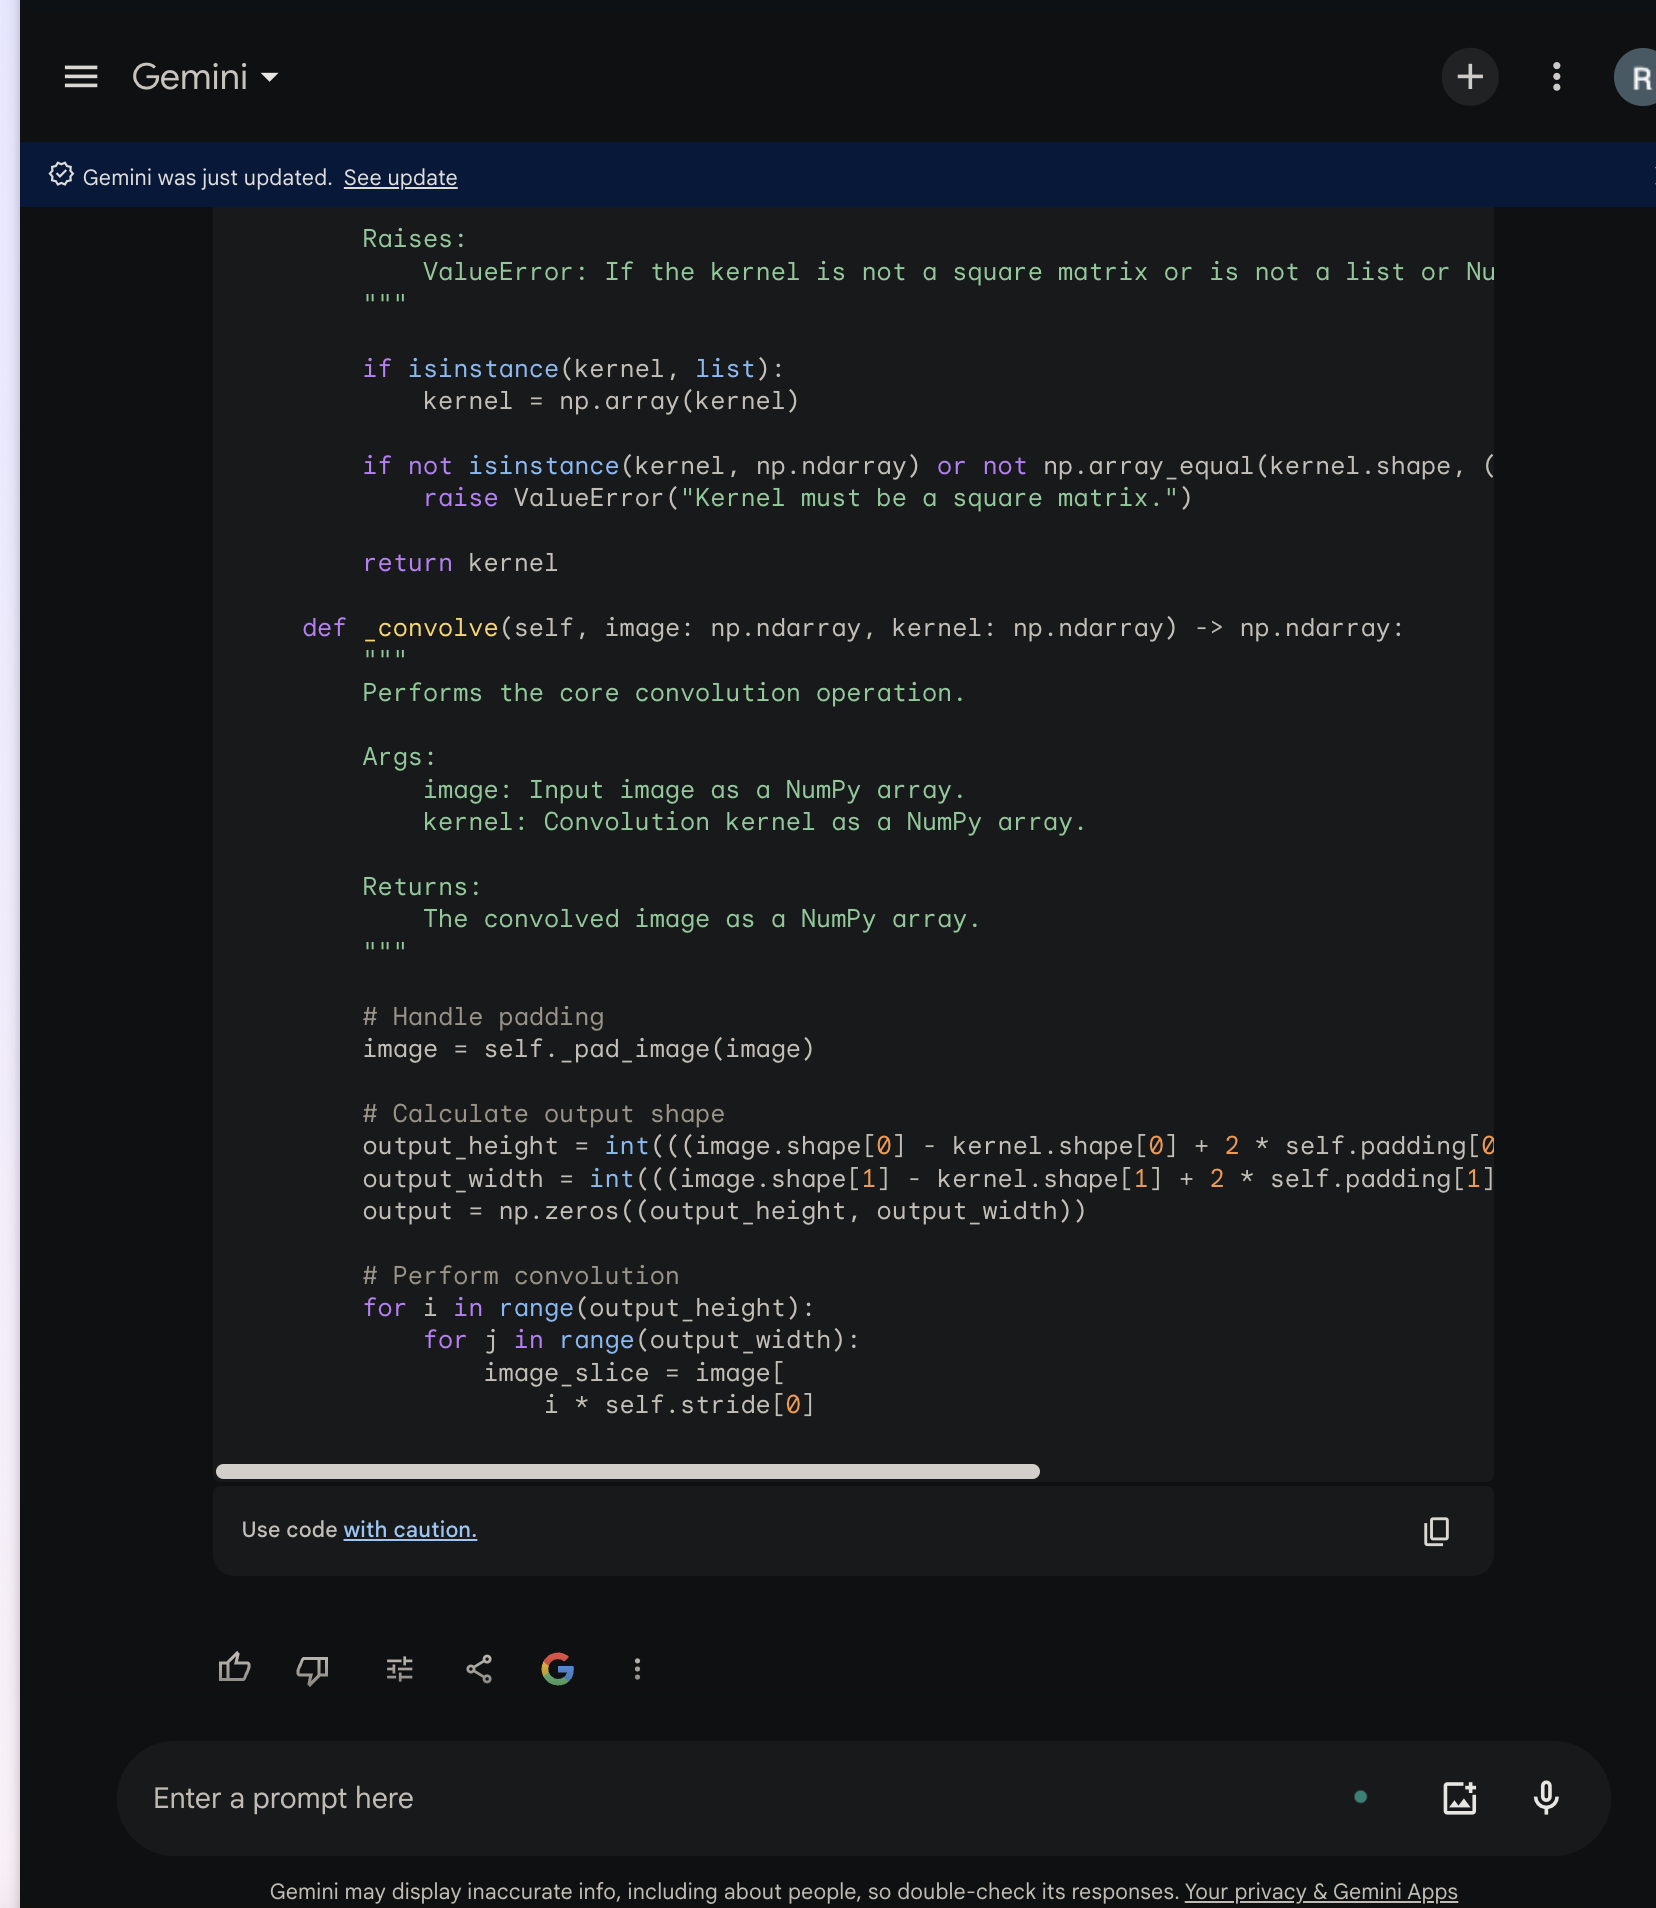 Gemini
R
Gemini was just updated. See update
Raises:
ValueError: If the kernel is not a square matrix or is not a list or Nu
"""
if isinstance(kernel, list):
kernel = np.array(kernel)
if not isinstance(kernel, np.ndarray) or not np.array_equal(kernel.shape, (
raise ValueError("Kernel must be a square matrix.")
return kernel
def _convolve(self, image: np.ndarray, kernel: np.ndarray) -> np.ndarray:
"""
Performs the core convolution operation.
Args:
image: Input image as a NumPy array.
kernel: Convolution kernel as a NumPy array.
Returns:
The convolved image as a NumPy array.
"""
# Handle padding
image = self._pad_image(image)
# Calculate output shape
output_height = int(((image.shape[0] - kernel.shape[0] + 2 * self.padding[0
output_width = int(((image.shape[1] - kernel.shape[1] + 2 * self.padding[1]
output = np.zeros((output_height, output_width))
# Perform convolution
for i in range(output_height):
for j in range(output_width):
image_slice = image[
i * self.stride[0]
Use code with caution.
Enter a prompt here
Gemini may display inaccurate info, including about people, so double-check its responses. Your privacy & Gemini Apps